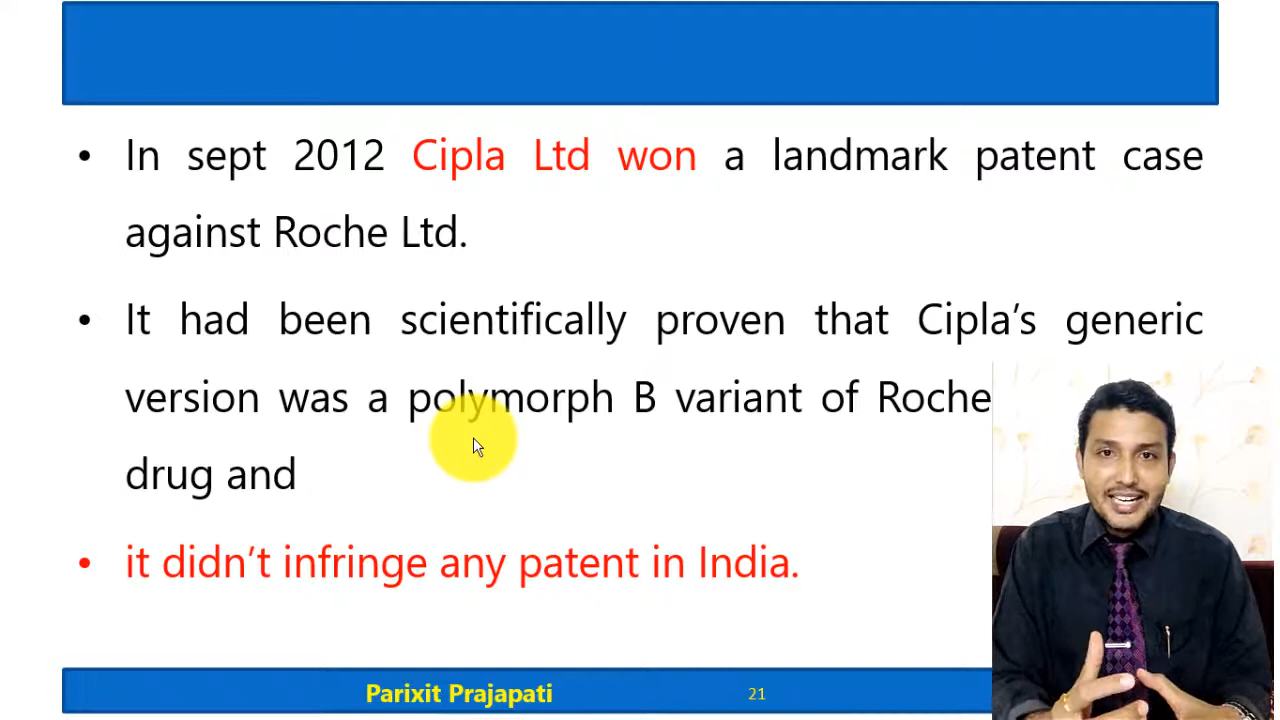 • In sept 2012 Cipla Ltd won a landmark patent case
against Roche Ltd.
• It had been scientifically proven that Cipla’s generic
version was a polymorph B variant of Roche
drug and
• it didn’t infringe any patent in India.
Parixit Prajapati 21